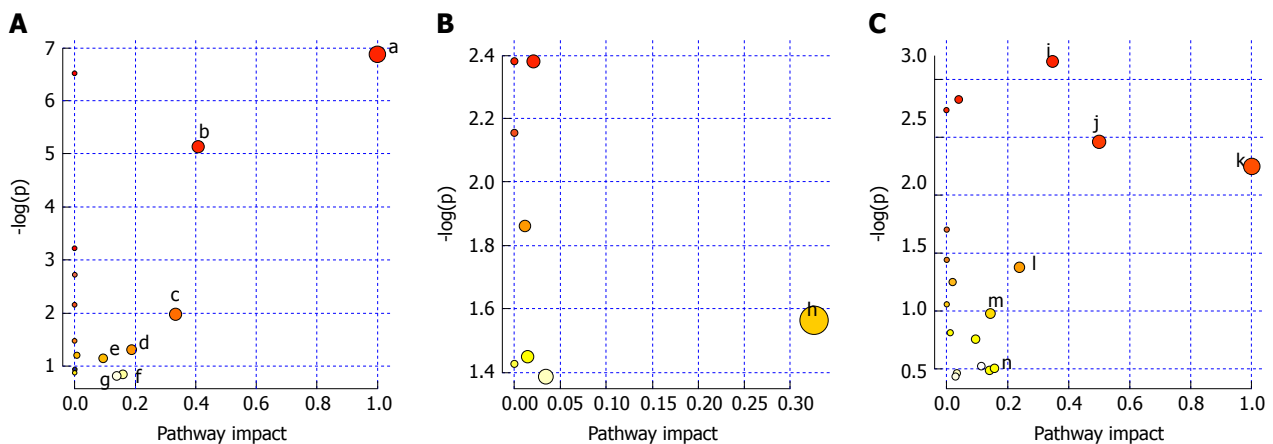 A
B
C
7
6
5
4
3
2
1
-log(p)
a
b
c
d
e
f
g
0.0 0.2 0.4 0.6 0.8 1.0
Pathway impact
2.4
2.2
2.0
1.8
1.6
1.4
-log(p)
h
0.00 0.05 0.10 0.15 0.20 0.25 0.30
Pathway impact
3.0
2.5
2.0
1.5
1.0
0.5
-log(p)
i
j
k
l
m
n
0.0 0.2 0.4 0.6 0.8 1.0
Pathway impact